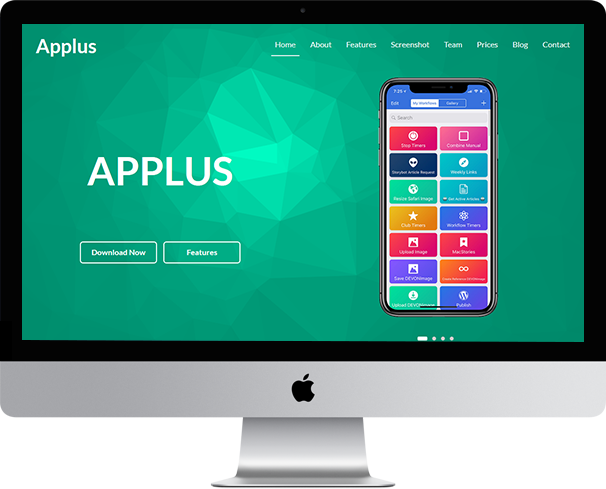 Applus
Home About Features Screenshot Team Prices Blog Contact
APPLUS
Download Now Features
7:25
Edit My Workflows Gallery +
Search
Stop Timers Combine Manual
Storybot Article Request Weekly Links
Resize Safari Image Get Active Articles
Club Timers Workflow Timers
Upload Image MacStories
Save DEVONimage
Upload DEVONimage Publish